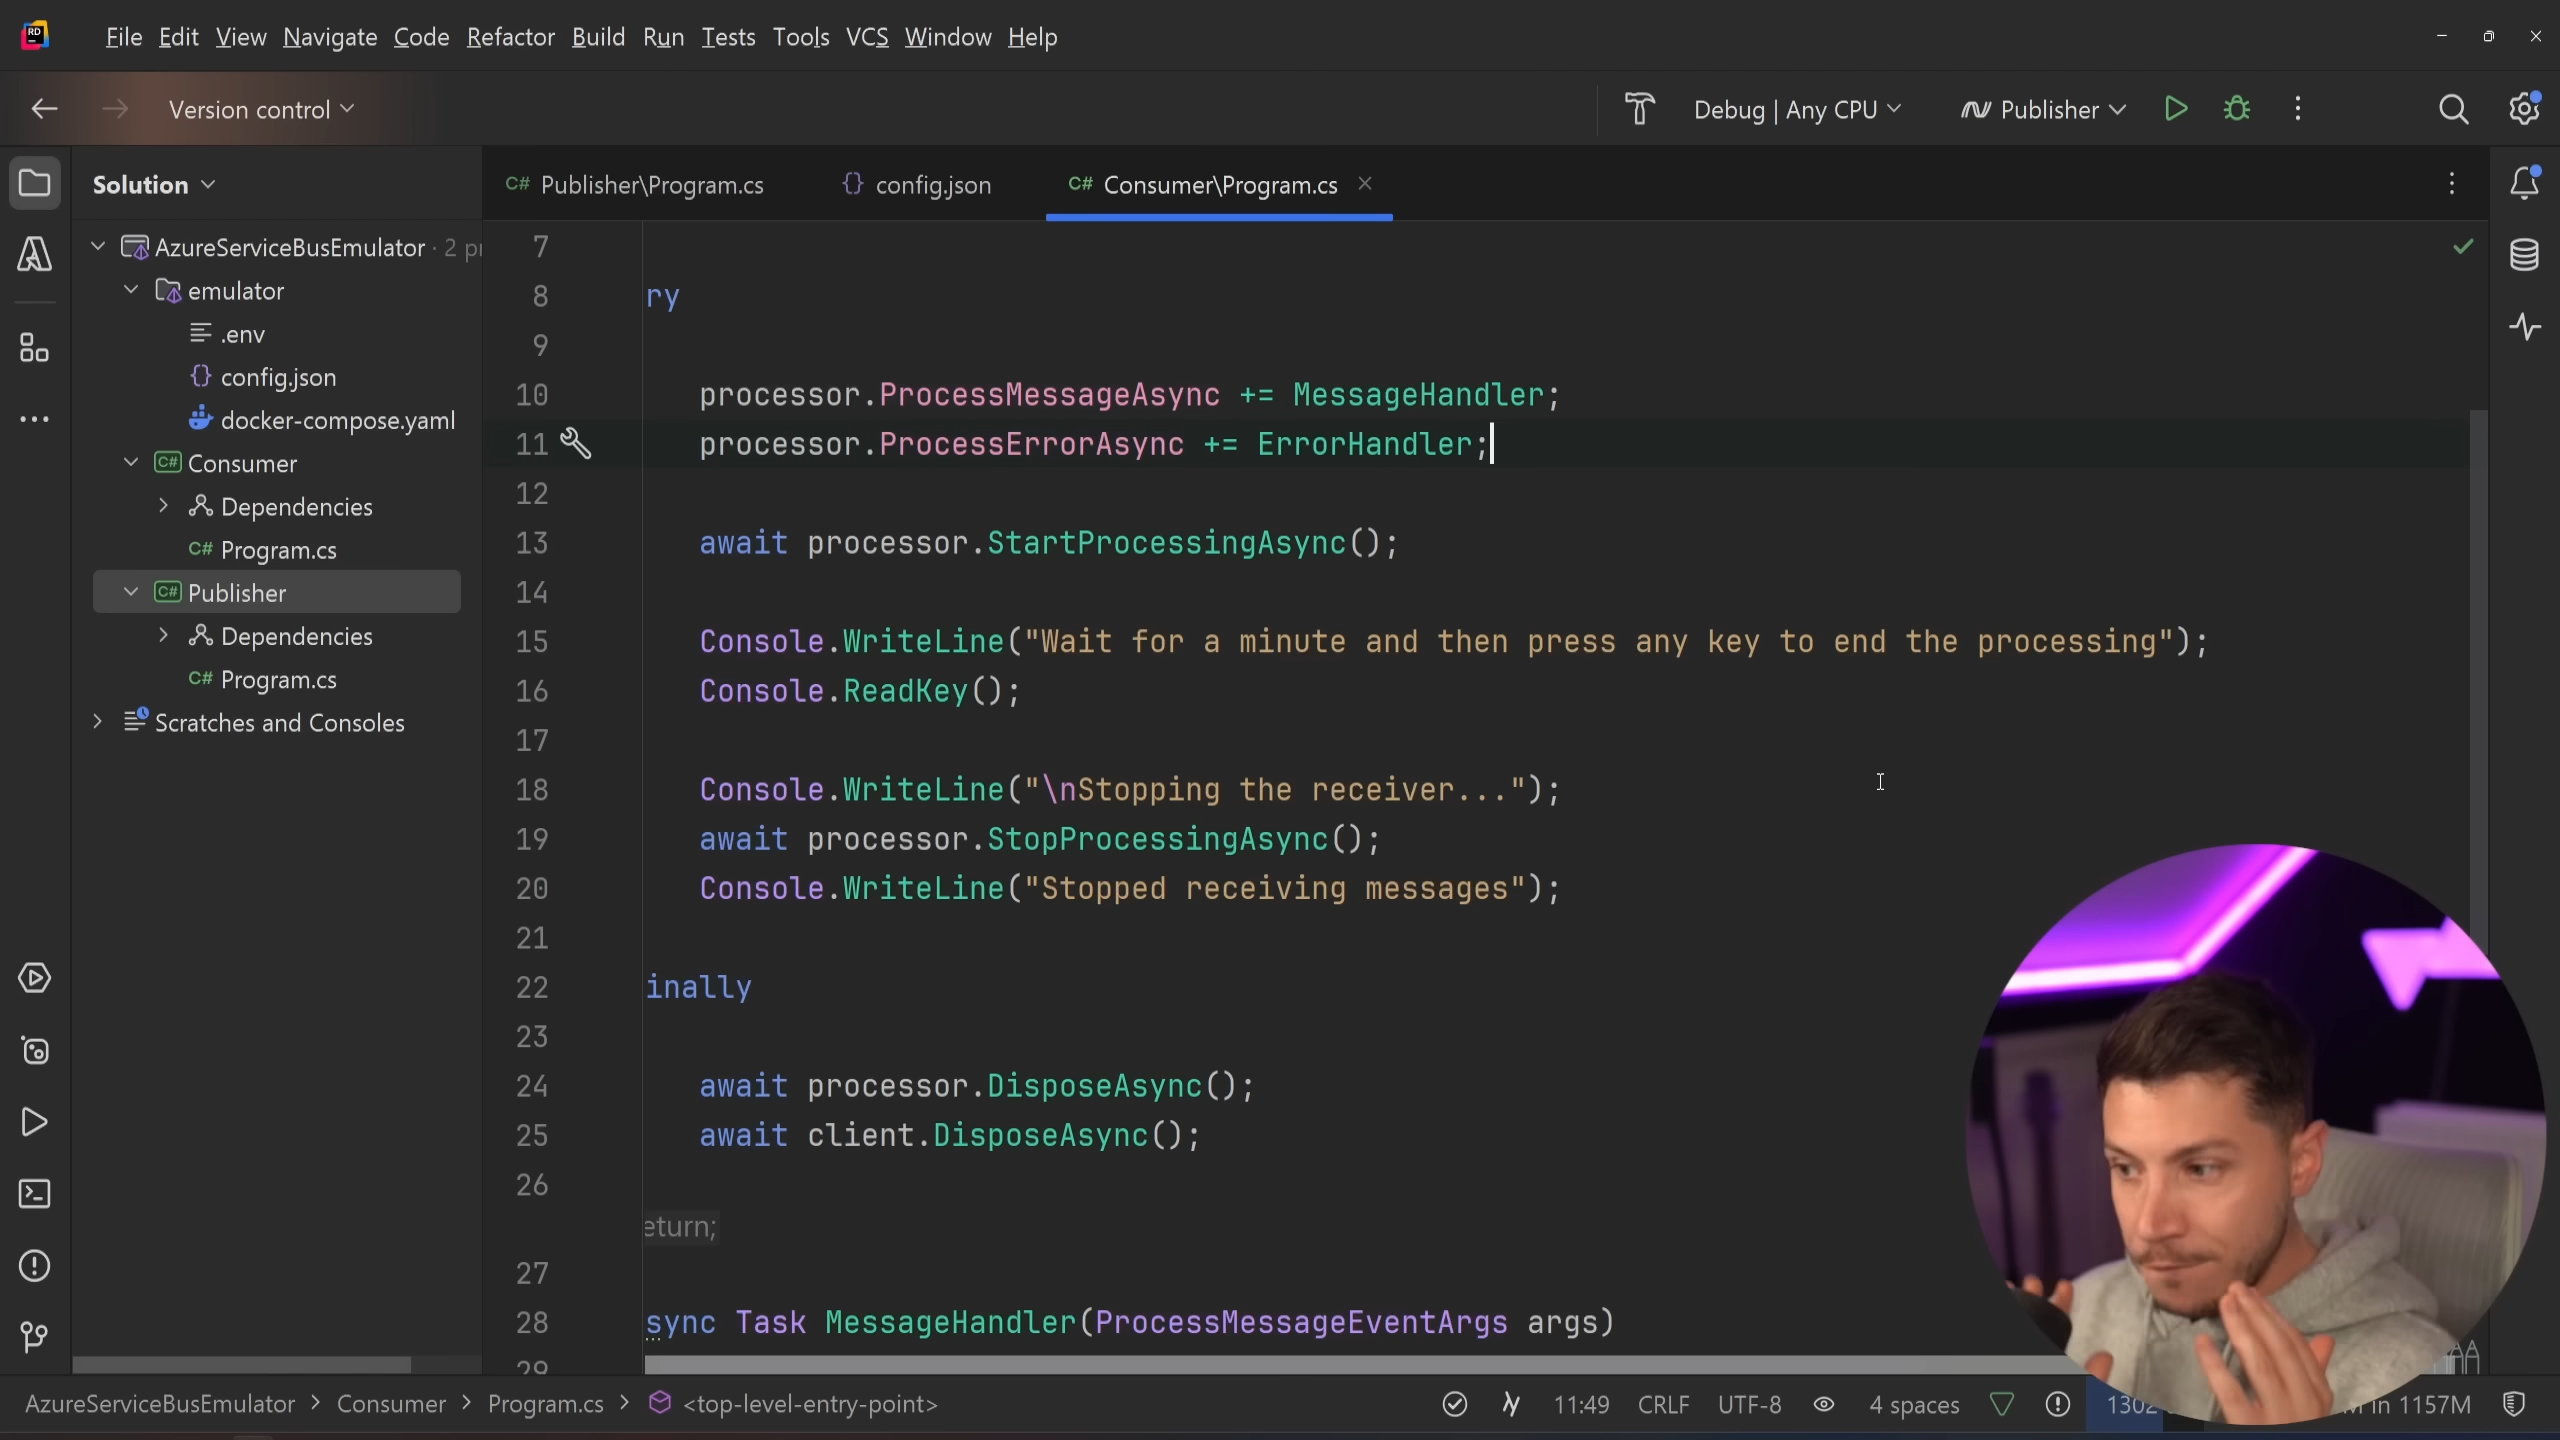 RD File Edit View Navigate Code Refactor Build Run Tests Tools VCS Window Help
Version control Debug | Any CPU Publisher
Solution
C# Publisher\Program.cs {} config.json C# Consumer\Program.cs
AzureServiceBusEmulator · 2 pr
emulator
.env
{} config.json
docker-compose.yaml
C# Consumer
Dependencies
C# Program.cs
C# Publisher
Dependencies
C# Program.cs
Scratches and Consoles
7
8 ry
9
10 processor.ProcessMessageAsync += MessageHandler;
11 processor.ProcessErrorAsync += ErrorHandler;
12
13 await processor.StartProcessingAsync();
14
15 Console.WriteLine("Wait for a minute and then press any key to end the processing");
16 Console.ReadKey();
17
18 Console.WriteLine("\nStopping the receiver...");
19 await processor.StopProcessingAsync();
20 Console.WriteLine("Stopped receiving messages");
21
22 inally
23
24 await processor.DisposeAsync();
25 await client.DisposeAsync();
26
eturn;
27
28 sync Task MessageHandler(ProcessMessageEventArgs args)
29
AzureServiceBusEmulator > Consumer > Program.cs > <top-level-entry-point> 11:49 CRLF UTF-8 4 spaces 1302 in 1157M